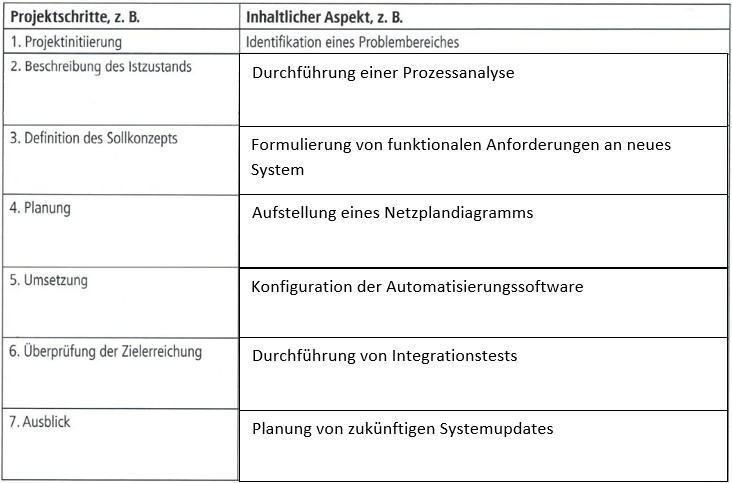 Projektschritte, z. B. Inhaltlicher Aspekt, z. B.
1. Projektinitiierung Identifikation eines Problembereiches
2. Beschreibung des Istzustands Durchführung einer Prozessanalyse
3. Definition des Sollkonzepts Formulierung von funktionalen Anforderungen an neues
System
4. Planung Aufstellung eines Netzplandiagramms
5. Umsetzung Konfiguration der Automatisierungssoftware
6. Überprüfung der Zielerreichung Durchführung von Integrationstests
7. Ausblick Planung von zukünftigen Systemupdates